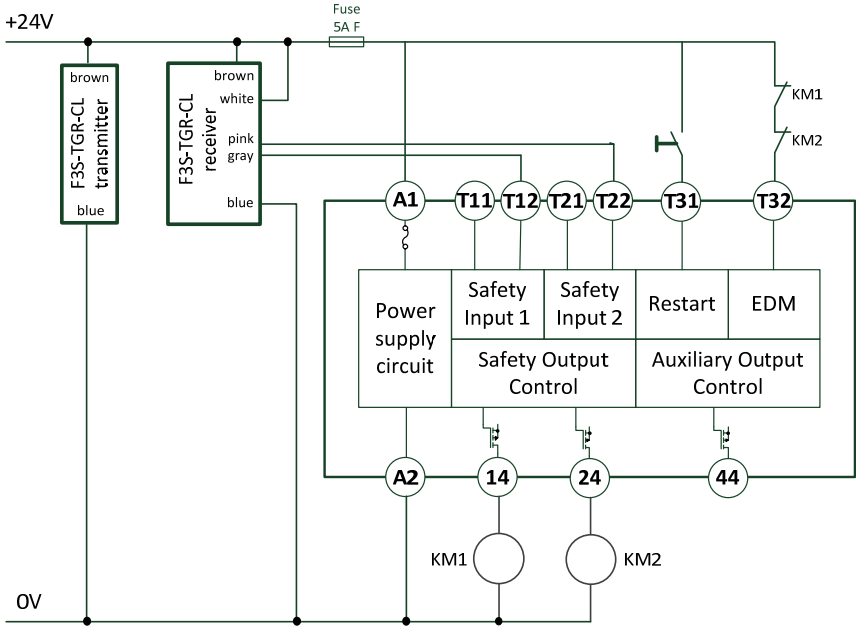 +24V
Fuse
5A F
brown
F3S-TGR-CL
transmitter
blue
brown
white
F3S-TGR-CL
receiver
pink
gray
blue
KM1
KM2
A1
T11
T12
T21
T22
T31
T32
Power
supply
circuit
Safety
Input 1
Safety
Input 2
Restart
EDM
Safety Output
Control
Auxiliary Output
Control
A2
14
24
44
KM1
KM2
0V